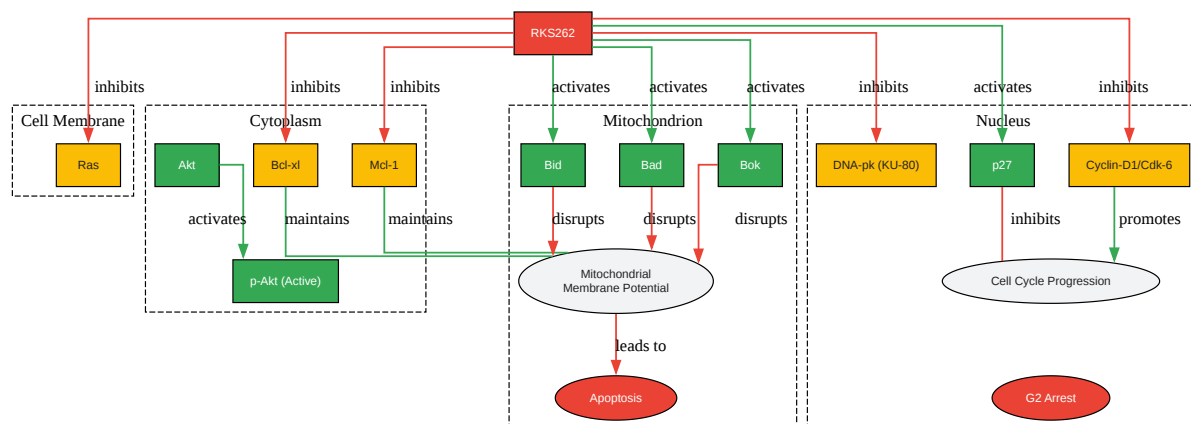 RKS262
inhibits
inhibits
inhibits
activates
activates
activates
inhibits
activates
inhibits
Cell Membrane
Cytoplasm
Mitochondrion
Nucleus
Ras
Akt
Bcl-xl
Mcl-1
Bid
Bad
Bok
DNA-pk (KU-80)
p27
Cyclin-D1/Cdk-6
activates
maintains
maintains
disrupts
disrupts
disrupts
inhibits
promotes
p-Akt (Active)
Mitochondrial
Membrane Potential
Cell Cycle Progression
leads to
Apoptosis
G2 Arrest